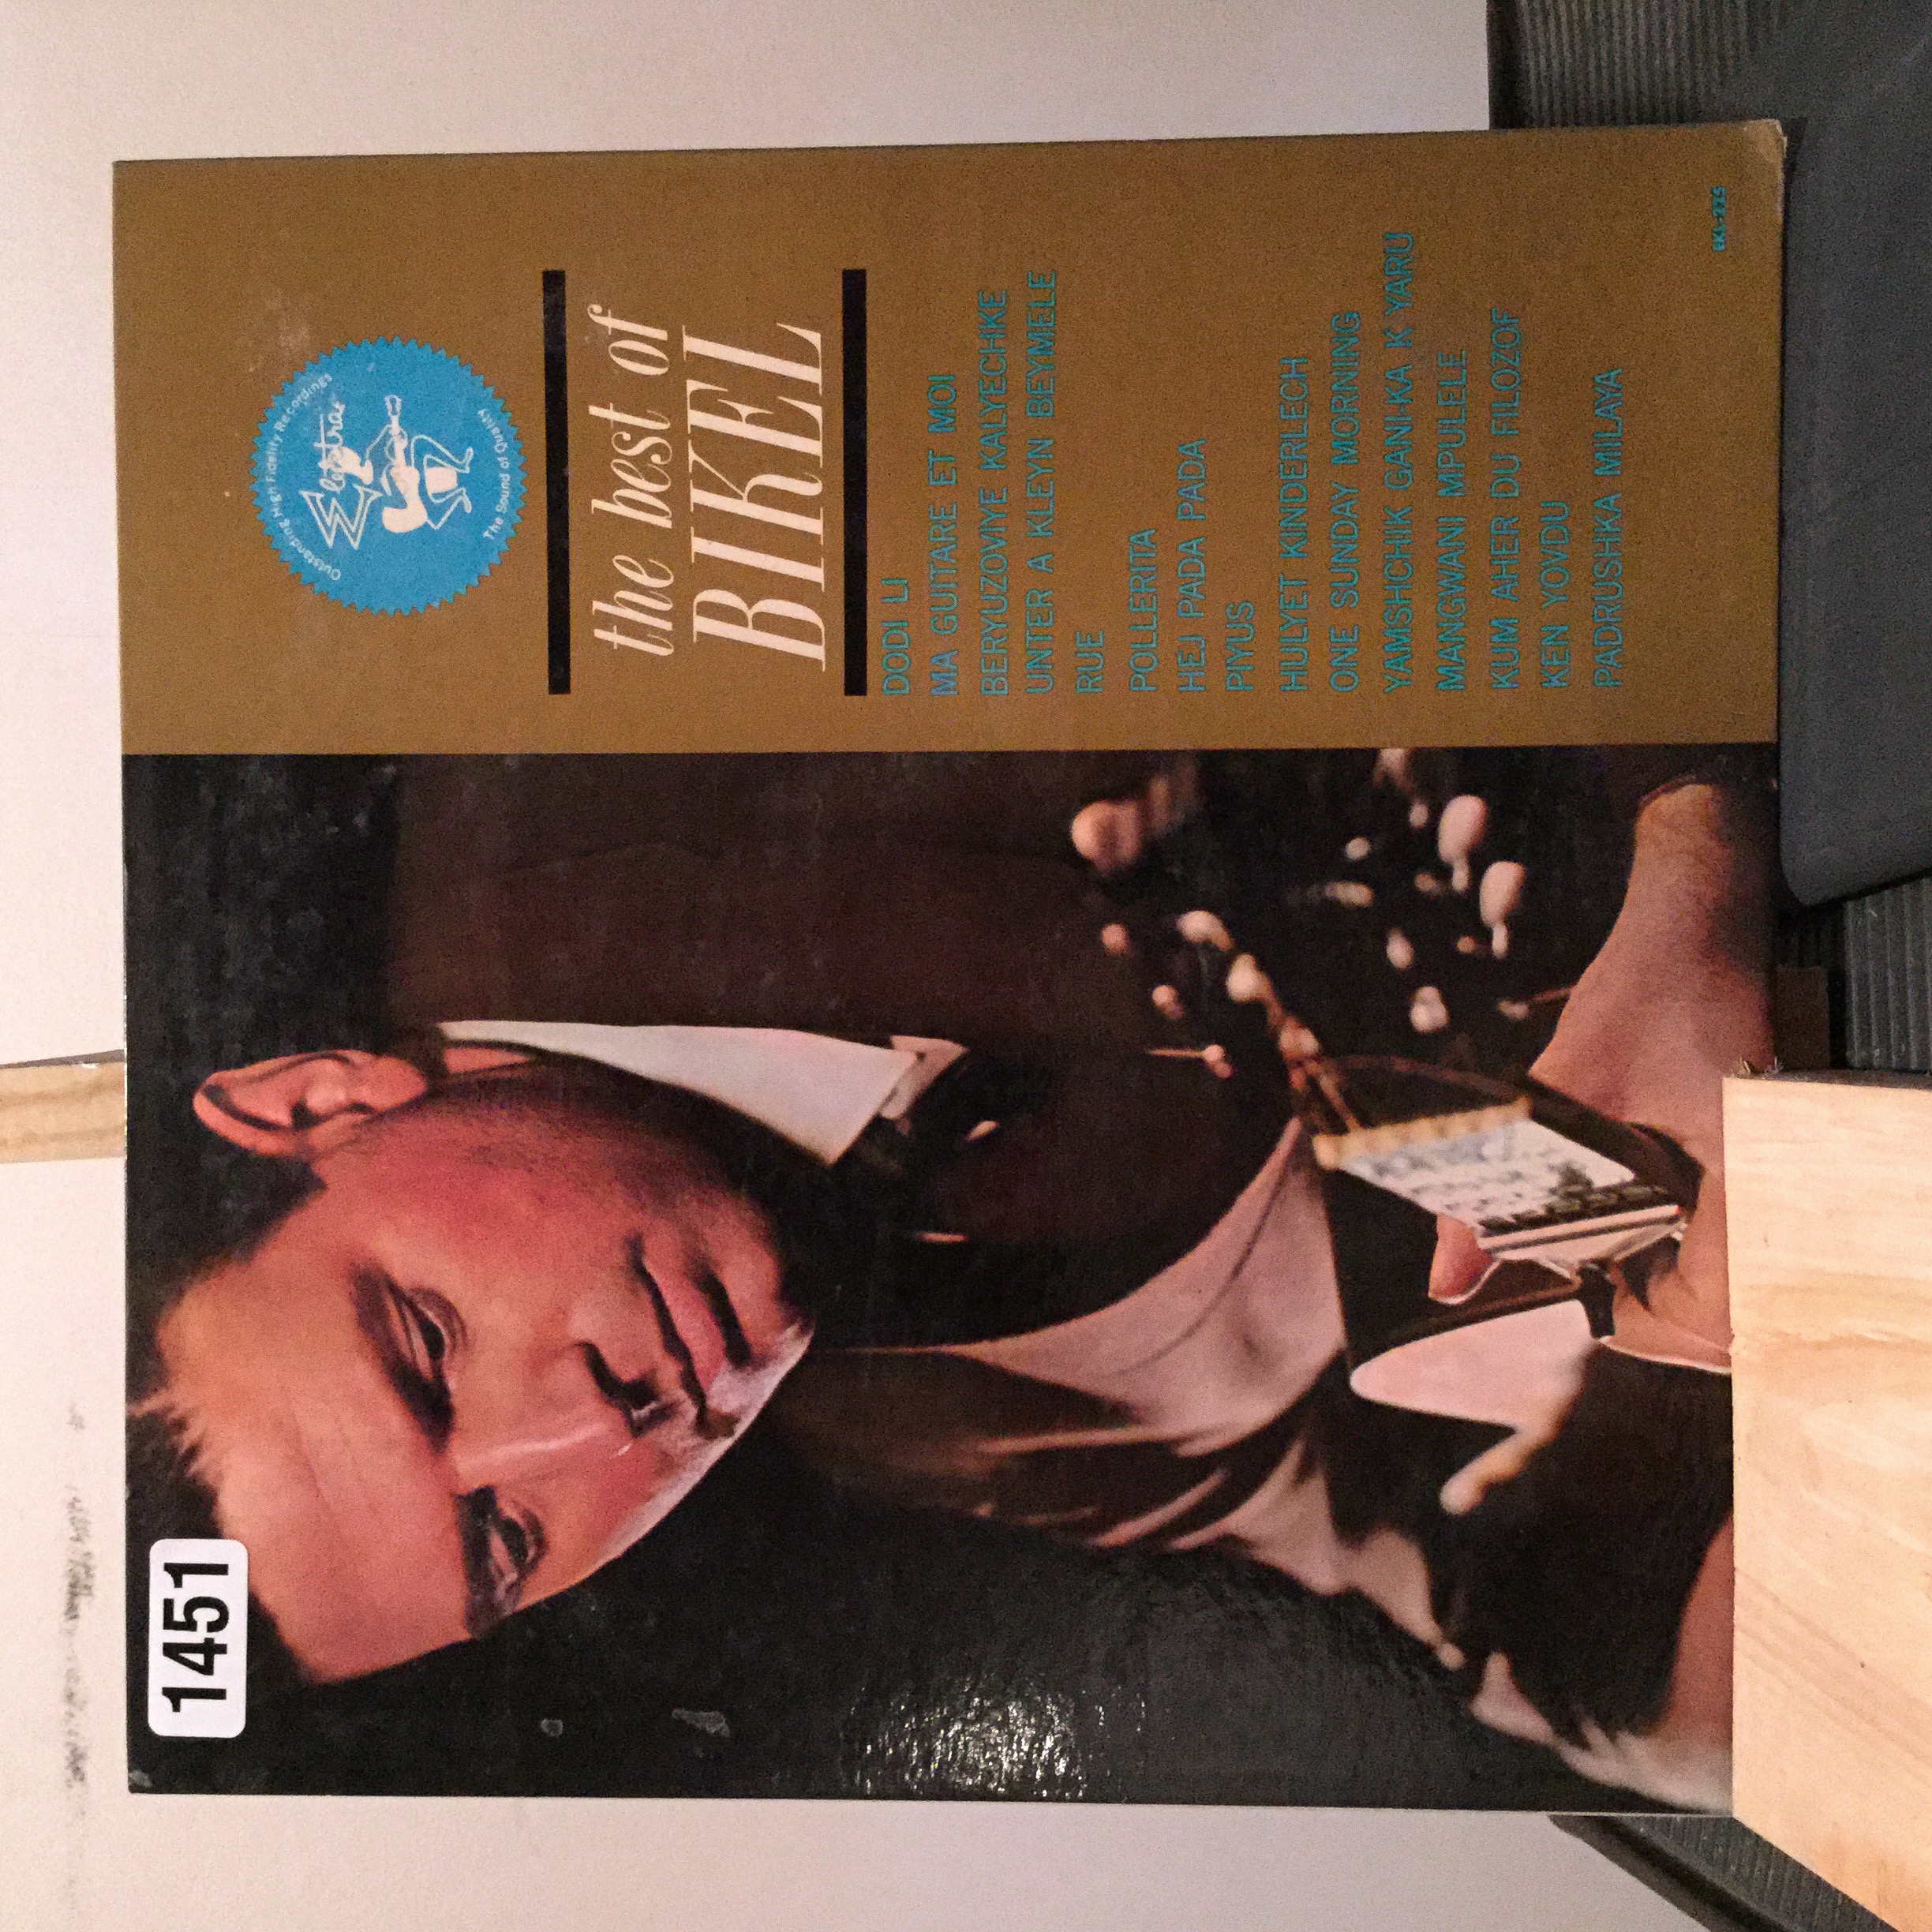 1451
Outstanding High Fidelity Recordings
Elektra
The Sound of Quality
the best of
BIKEL
DODI LI
MA GUITARE ET MOI
BERYUZOVIYE KALYECHKE
UNTER A KLEYN BEYMELE
RUE
POLLERITA
HEJ PADA PADA
PIYUS
HULYET KINDERLECH
ONE SUNDAY MORNING
YAMSHCHIK GANI-KA K YARU
MANGWANI MPULELE
KUM AHER DU FILOZOF
KEN YOVDU
PADRUSHKA MILAYA
EKL-225